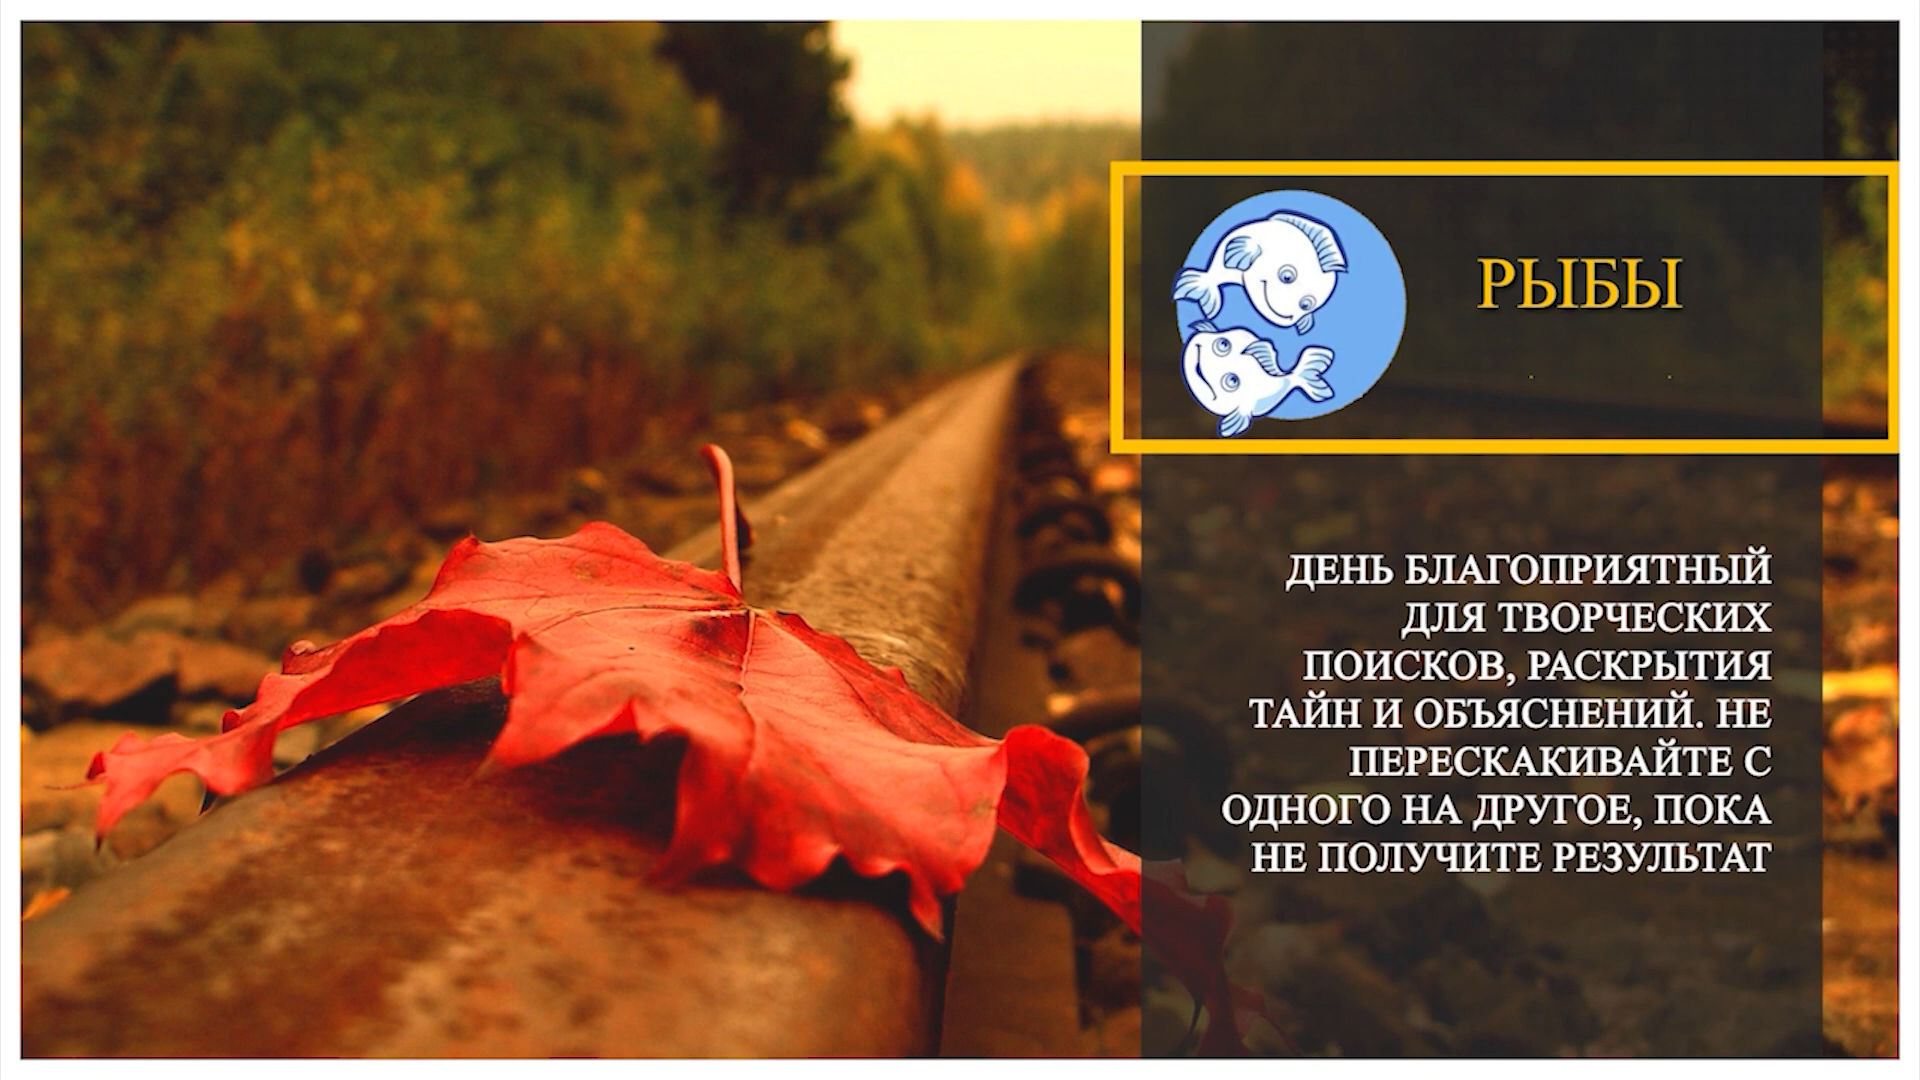 РЫБЫ
ДЕНЬ БЛАГОПРИЯТНЫЙ
ДЛЯ ТВОРЧЕСКИХ
ПОИСКОВ, РАСКРЫТИЯ
ТАЙН И ОБЪЯСНЕНИЙ. НЕ
ПЕРЕСКАКИВАЙТЕ С
ОДНОГО НА ДРУГОЕ, ПОКА
НЕ ПОЛУЧИТЕ РЕЗУЛЬТАТ